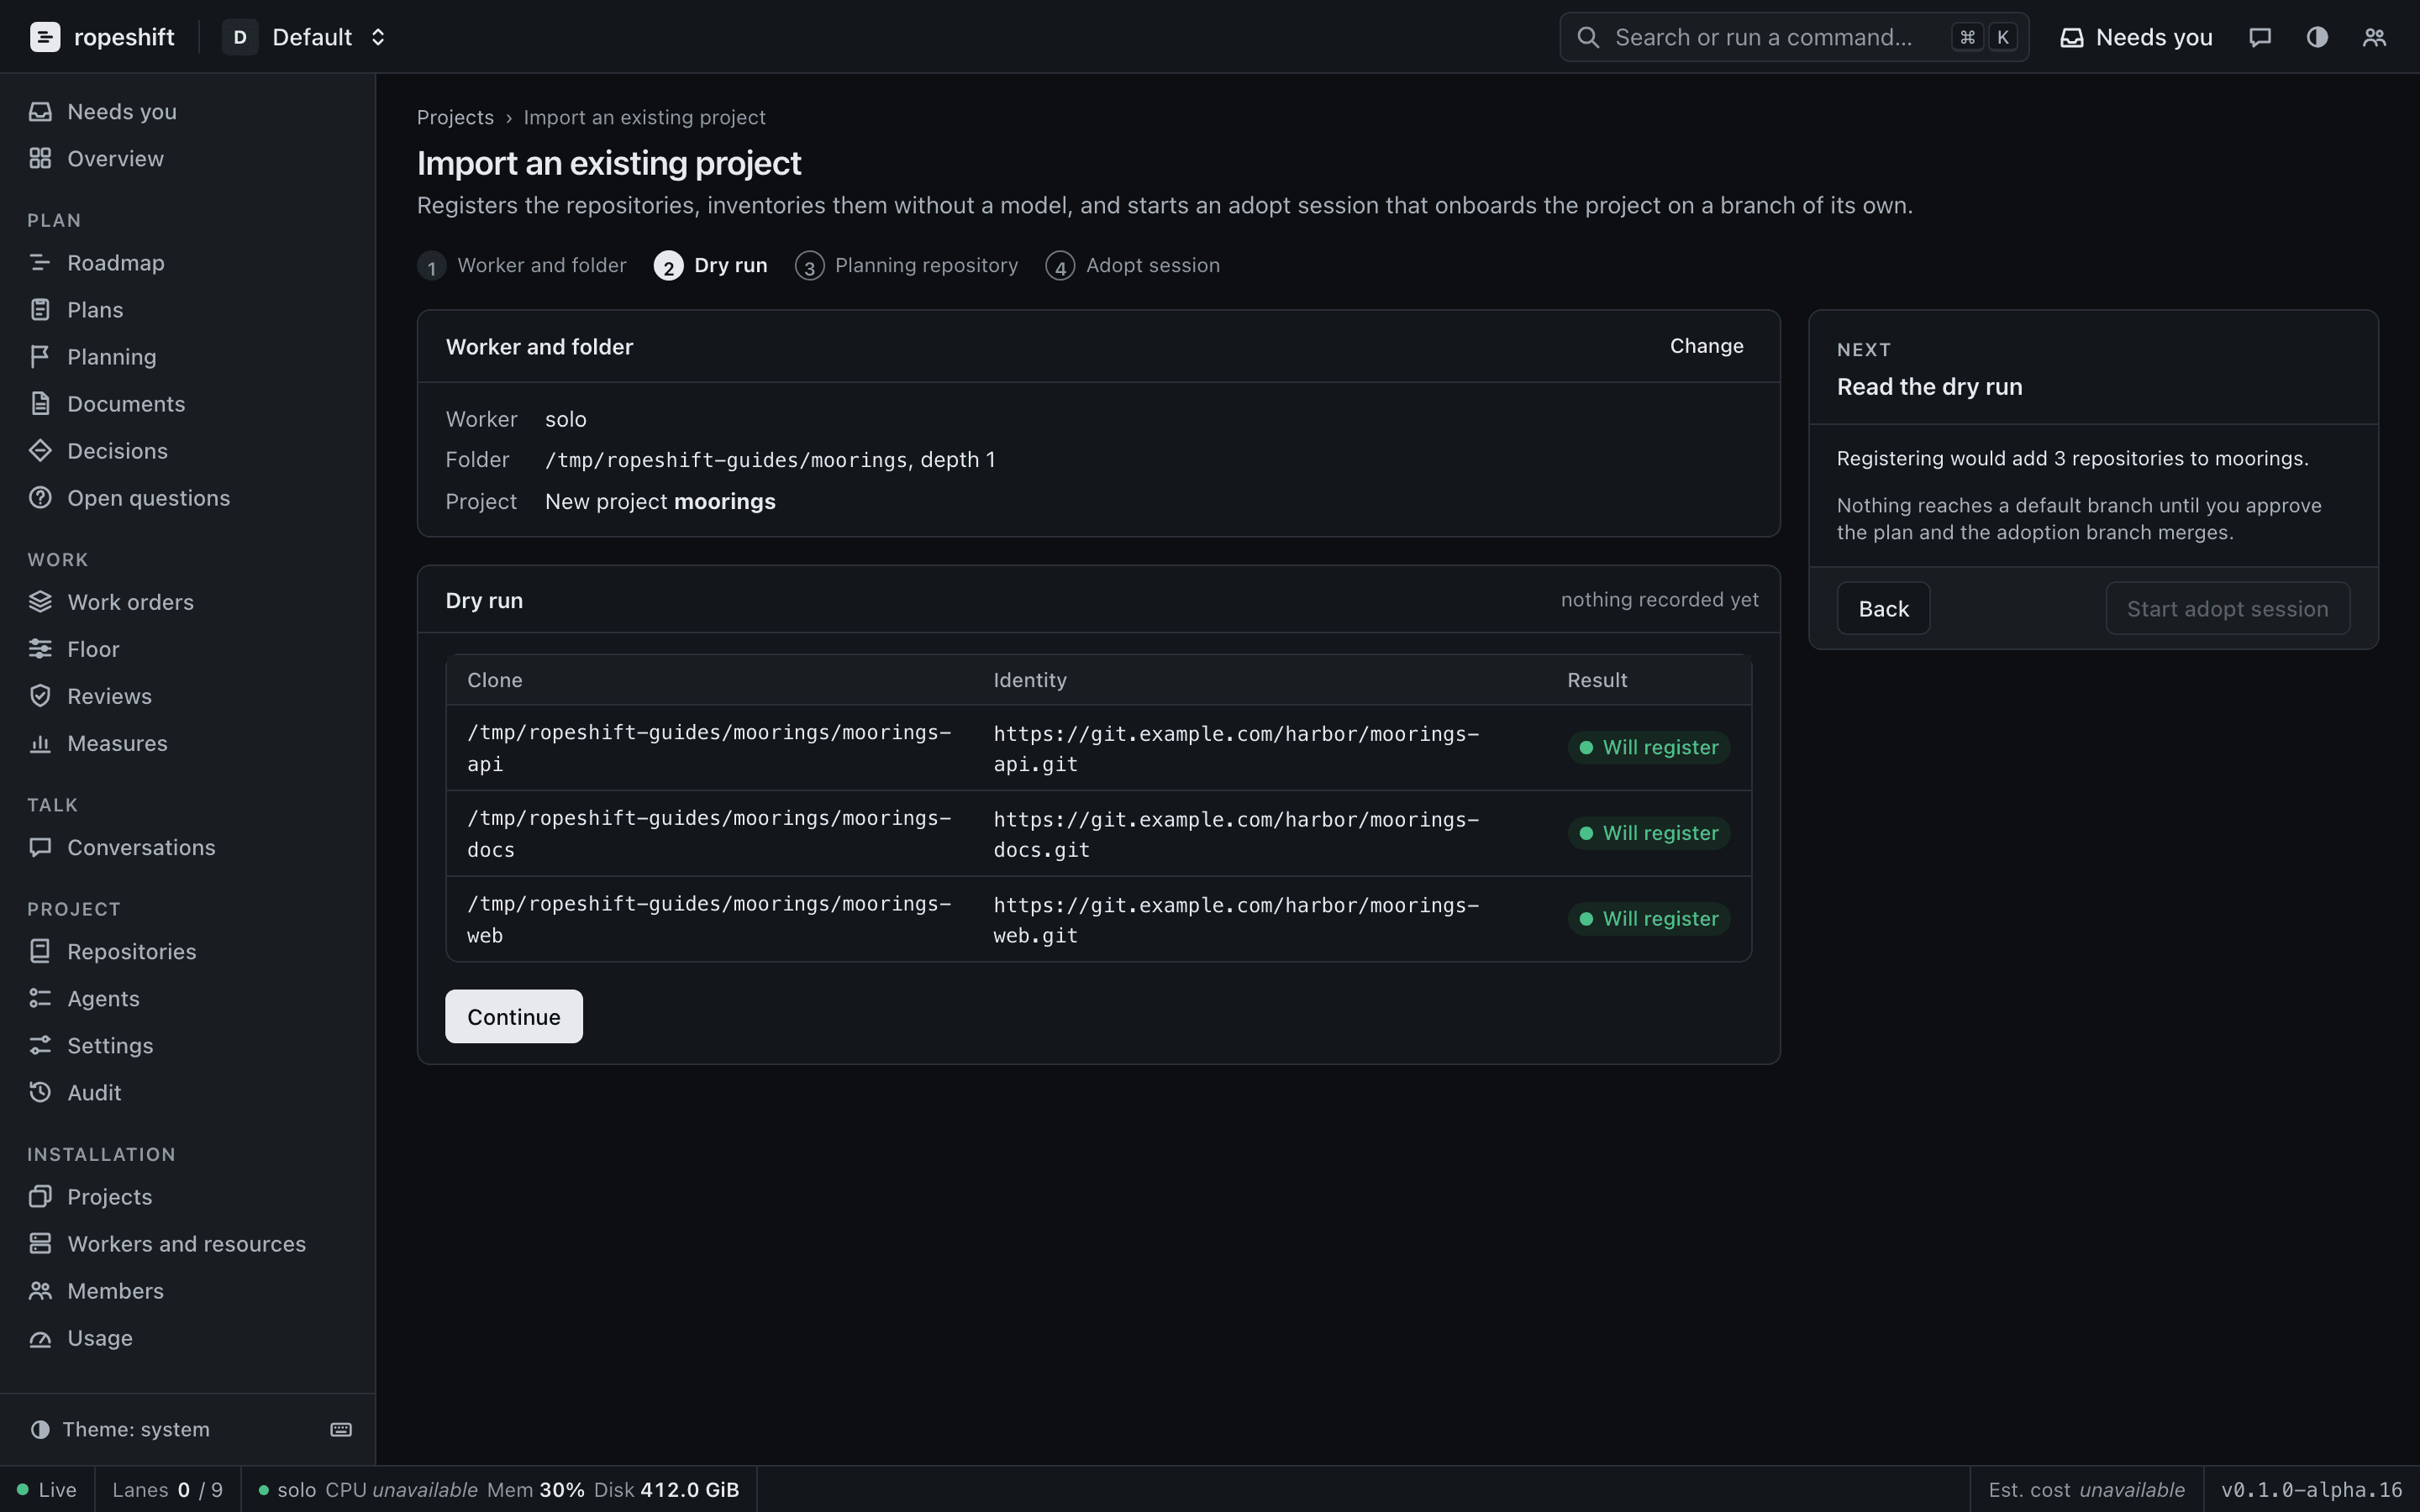 ropeshift
D Default
Search or run a command... ⌘ K
Needs you
Needs you
Overview
PLAN
Roadmap
Plans
Planning
Documents
Decisions
Open questions
WORK
Work orders
Floor
Reviews
Measures
TALK
Conversations
PROJECT
Repositories
Agents
Settings
Audit
INSTALLATION
Projects
Workers and resources
Members
Usage
Theme: system
Projects › Import an existing project
Import an existing project
Registers the repositories, inventories them without a model, and starts an adopt session that onboards the project on a branch of its own.
1 Worker and folder 2 Dry run 3 Planning repository 4 Adopt session
Worker and folder Change
Worker solo
Folder /tmp/ropeshift-guides/moorings, depth 1
Project New project moorings
Dry run nothing recorded yet
Clone Identity Result
/tmp/ropeshift-guides/moorings/moorings-
api
https://git.example.com/harbor/moorings-
api.git
Will register
/tmp/ropeshift-guides/moorings/moorings-
docs
https://git.example.com/harbor/moorings-
docs.git
Will register
/tmp/ropeshift-guides/moorings/moorings-
web
https://git.example.com/harbor/moorings-
web.git
Will register
Continue
NEXT
Read the dry run
Registering would add 3 repositories to moorings.
Nothing reaches a default branch until you approve
the plan and the adoption branch merges.
Back Start adopt session
Live Lanes 0 / 9 solo CPU unavailable Mem 30% Disk 412.0 GiB Est. cost unavailable v0.1.0-alpha.16